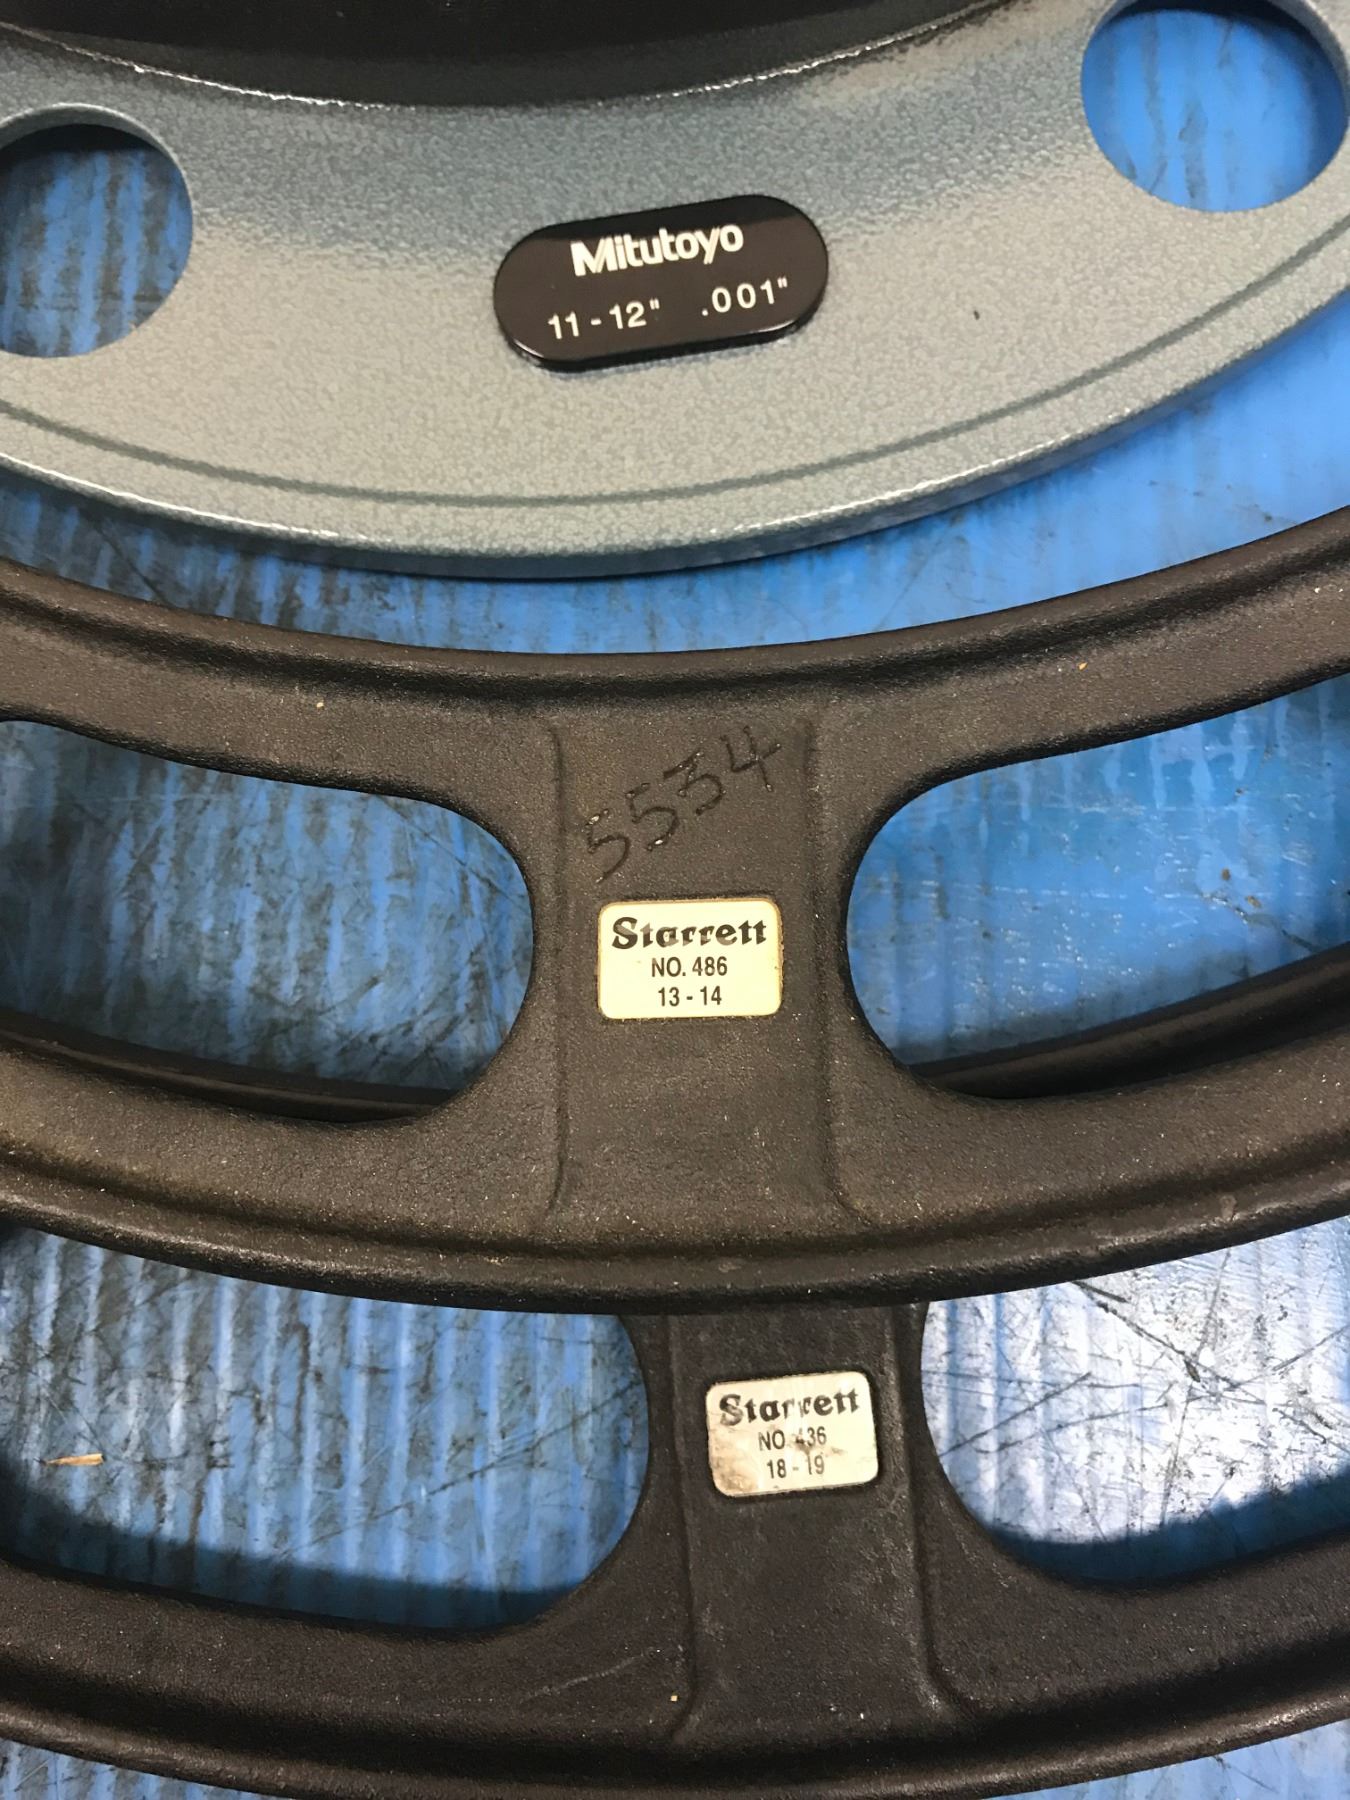 Mitutoyo
11-12" .001"
5534
Starrett
NO. 486
13 - 14
Starrett
NO 436
18 - 19